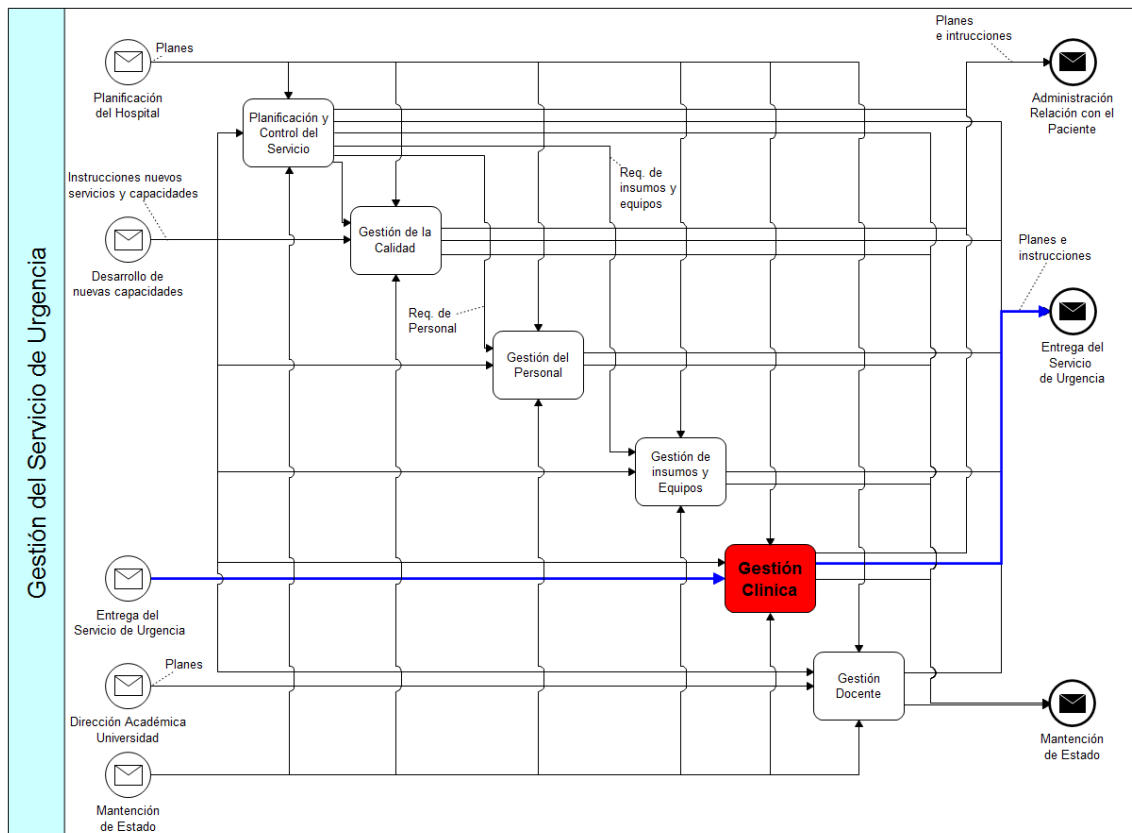 Gestión del Servicio de Urgencia
Planes
Planificación
del Hospital
Planes
e intrucciones
Administración
Relación con el
Paciente
Planificación y
Control del
Servicio
Instrucciones nuevos
servicios y capacidades
Req. de
insumos y
equipos
Desarrollo de
nuevas capacidades
Gestión de la
Calidad
Planes e
instrucciones
Req. de
Personal
Gestión del
Personal
Entrega del
Servicio
de Urgencia
Gestión de
insumos y
Equipos
Entrega del
Servicio de Urgencia
Gestión
Clínica
Planes
Dirección Académica
Universidad
Gestión
Docente
Mantención
de Estado
Mantención
de Estado